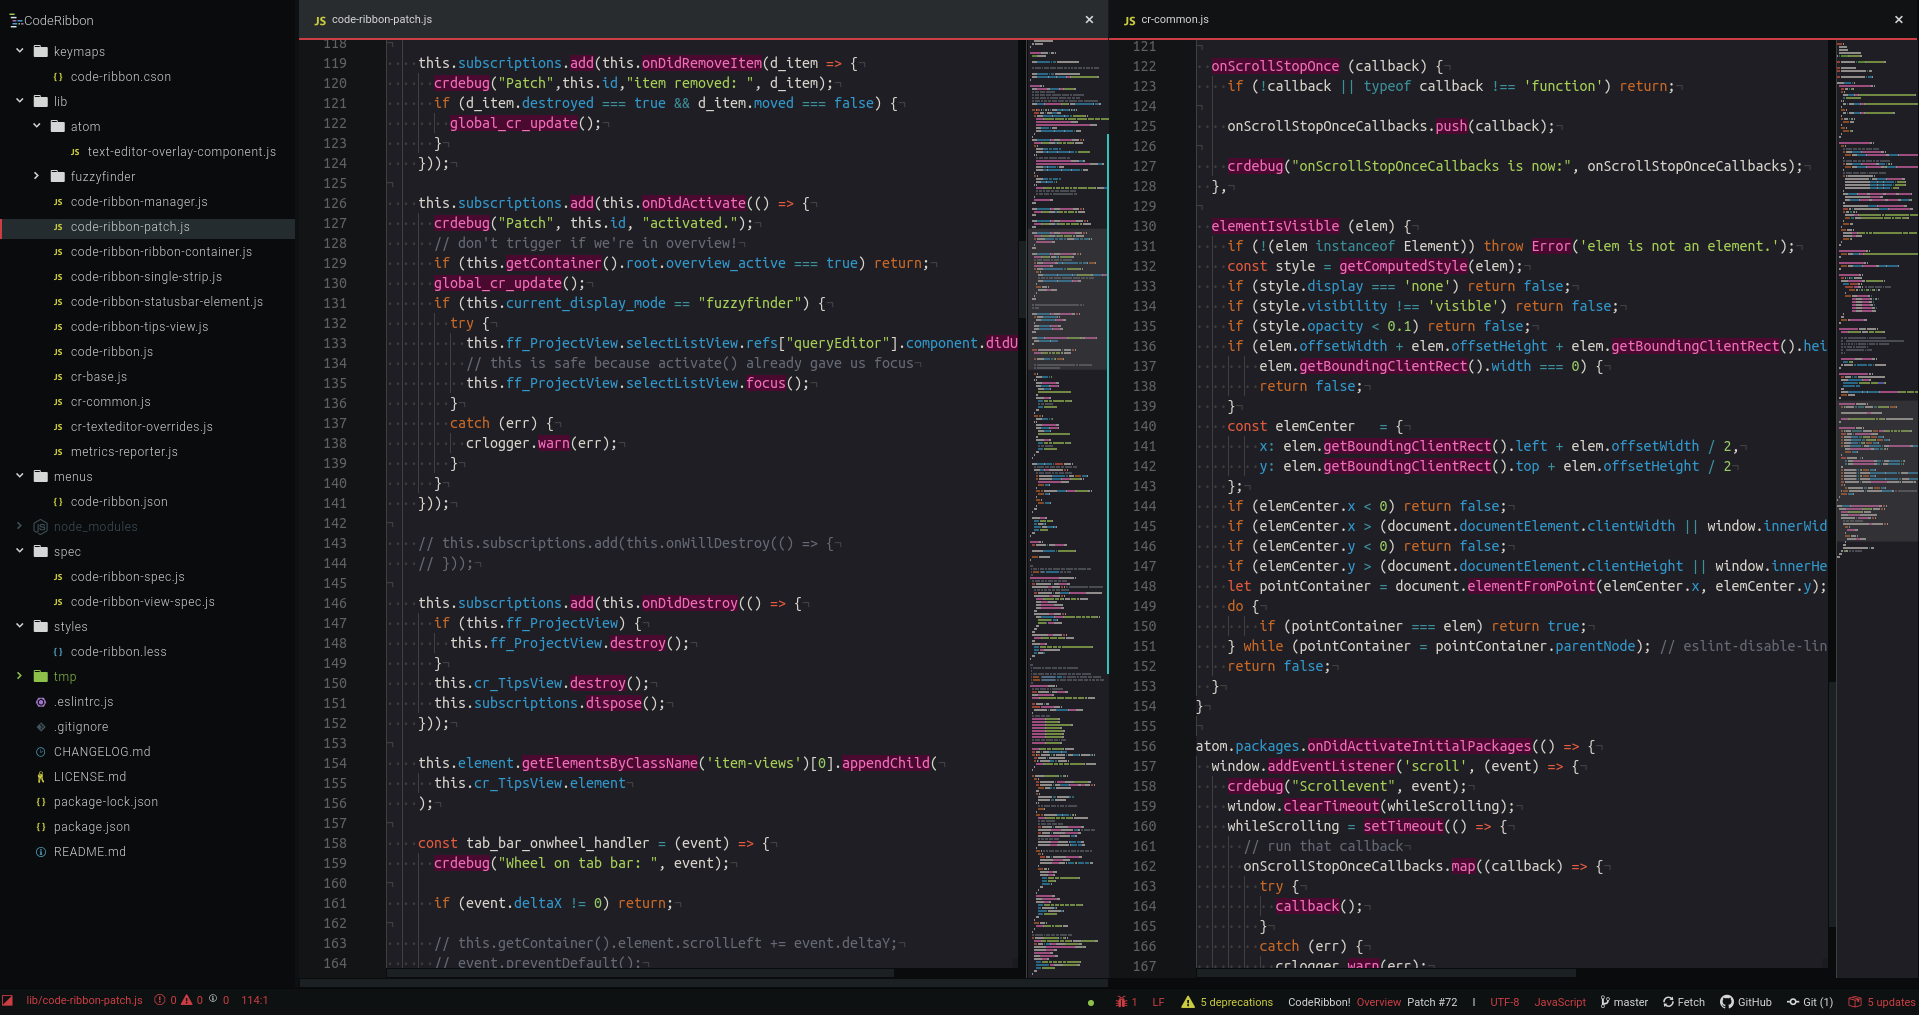 CodeRibbon
keymaps
code-ribbon.cson
lib
atom
text-editor-overlay-component.js
fuzzyfinder
code-ribbon-manager.js
code-ribbon-patch.js
code-ribbon-ribbon-container.js
code-ribbon-single-strip.js
code-ribbon-statusbar-element.js
code-ribbon-tips-view.js
code-ribbon.js
cr-base.js
cr-common.js
cr-texteditor-overrides.js
metrics-reporter.js
menus
code-ribbon.json
node_modules
spec
code-ribbon-spec.js
code-ribbon-view-spec.js
styles
code-ribbon.less
tmp
.eslintrc.js
.gitignore
CHANGELOG.md
LICENSE.md
package-lock.json
package.json
README.md
JS code-ribbon-patch.js ×
118
119 this.subscriptions.add(this.onDidRemoveItem(d_item => {
120 crdebug("Patch",this.id,"item removed: ", d_item);
121 if (d_item.destroyed === true && d_item.moved === false) {
122 global_cr_update();
123 }
124 }));
125
126 this.subscriptions.add(this.onDidActivate(() => {
127 crdebug("Patch", this.id, "activated.");
128 // don't trigger if we're in overview!
129 if (this.getContainer().root.overview_active === true) return;
130 global_cr_update();
131 if (this.current_display_mode == "fuzzyfinder") {
132 try {
133 this.ff_ProjectView.selectListView.refs["queryEditor"].component.didU
134 // this is safe because activate() already gave us focus
135 this.ff_ProjectView.selectListView.focus();
136 }
137 catch (err) {
138 crlogger.warn(err);
139 }
140 }
141 }));
142
143 // this.subscriptions.add(this.onWillDestroy(() => {
144 // }));
145
146 this.subscriptions.add(this.onDidDestroy(() => {
147 if (this.ff_ProjectView) {
148 this.ff_ProjectView.destroy();
149 }
150 this.cr_TipsView.destroy();
151 this.subscriptions.dispose();
152 }));
153
154 this.element.getElementsByClassName('item-views')[0].appendChild(
155 this.cr_TipsView.element
156 );
157
158 const tab_bar_onwheel_handler = (event) => {
159 crdebug("Wheel on tab bar: ", event);
160
161 if (event.deltaX != 0) return;
162
163 // this.getContainer().element.scrollLeft += event.deltaY;
164 // event.preventDefault();
JS cr-common.js ×
121
122 onScrollStopOnce (callback) {
123 if (!callback || typeof callback !== 'function') return;
124
125 onScrollStopOnceCallbacks.push(callback);
126
127 crdebug("onScrollStopOnceCallbacks is now:", onScrollStopOnceCallbacks);
128 },
129
130 elementIsVisible (elem) {
131 if (!(elem instanceof Element)) throw Error('elem is not an element.');
132 const style = getComputedStyle(elem);
133 if (style.display === 'none') return false;
134 if (style.visibility !== 'visible') return false;
135 if (style.opacity < 0.1) return false;
136 if (elem.offsetWidth + elem.offsetHeight + elem.getBoundingClientRect().hei
137 elem.getBoundingClientRect().width === 0) {
138 return false;
139 }
140 const elemCenter = {
141 x: elem.getBoundingClientRect().left + elem.offsetWidth / 2,
142 y: elem.getBoundingClientRect().top + elem.offsetHeight / 2
143 };
144 if (elemCenter.x < 0) return false;
145 if (elemCenter.x > (document.documentElement.clientWidth || window.innerWid
146 if (elemCenter.y < 0) return false;
147 if (elemCenter.y > (document.documentElement.clientHeight || window.innerHe
148 let pointContainer = document.elementFromPoint(elemCenter.x, elemCenter.y);
149 do {
150 if (pointContainer === elem) return true;
151 } while (pointContainer = pointContainer.parentNode); // eslint-disable-lin
152 return false;
153 }
154 }
155
156 atom.packages.onDidActivateInitialPackages(() => {
157 window.addEventListener('scroll', (event) => {
158 crdebug("Scrollevent", event);
159 window.clearTimeout(whileScrolling);
160 whileScrolling = setTimeout(() => {
161 // run that callback
162 onScrollStopOnceCallbacks.map((callback) => {
163 try {
164 callback();
165 }
166 catch (err) {
167 crlogger.warn(err);
lib/code-ribbon-patch.js 0 0 0 114:1
1 LF 5 deprecations CodeRibbon! Overview Patch #72 | UTF-8 JavaScript master Fetch GitHub Git (1) 5 updates